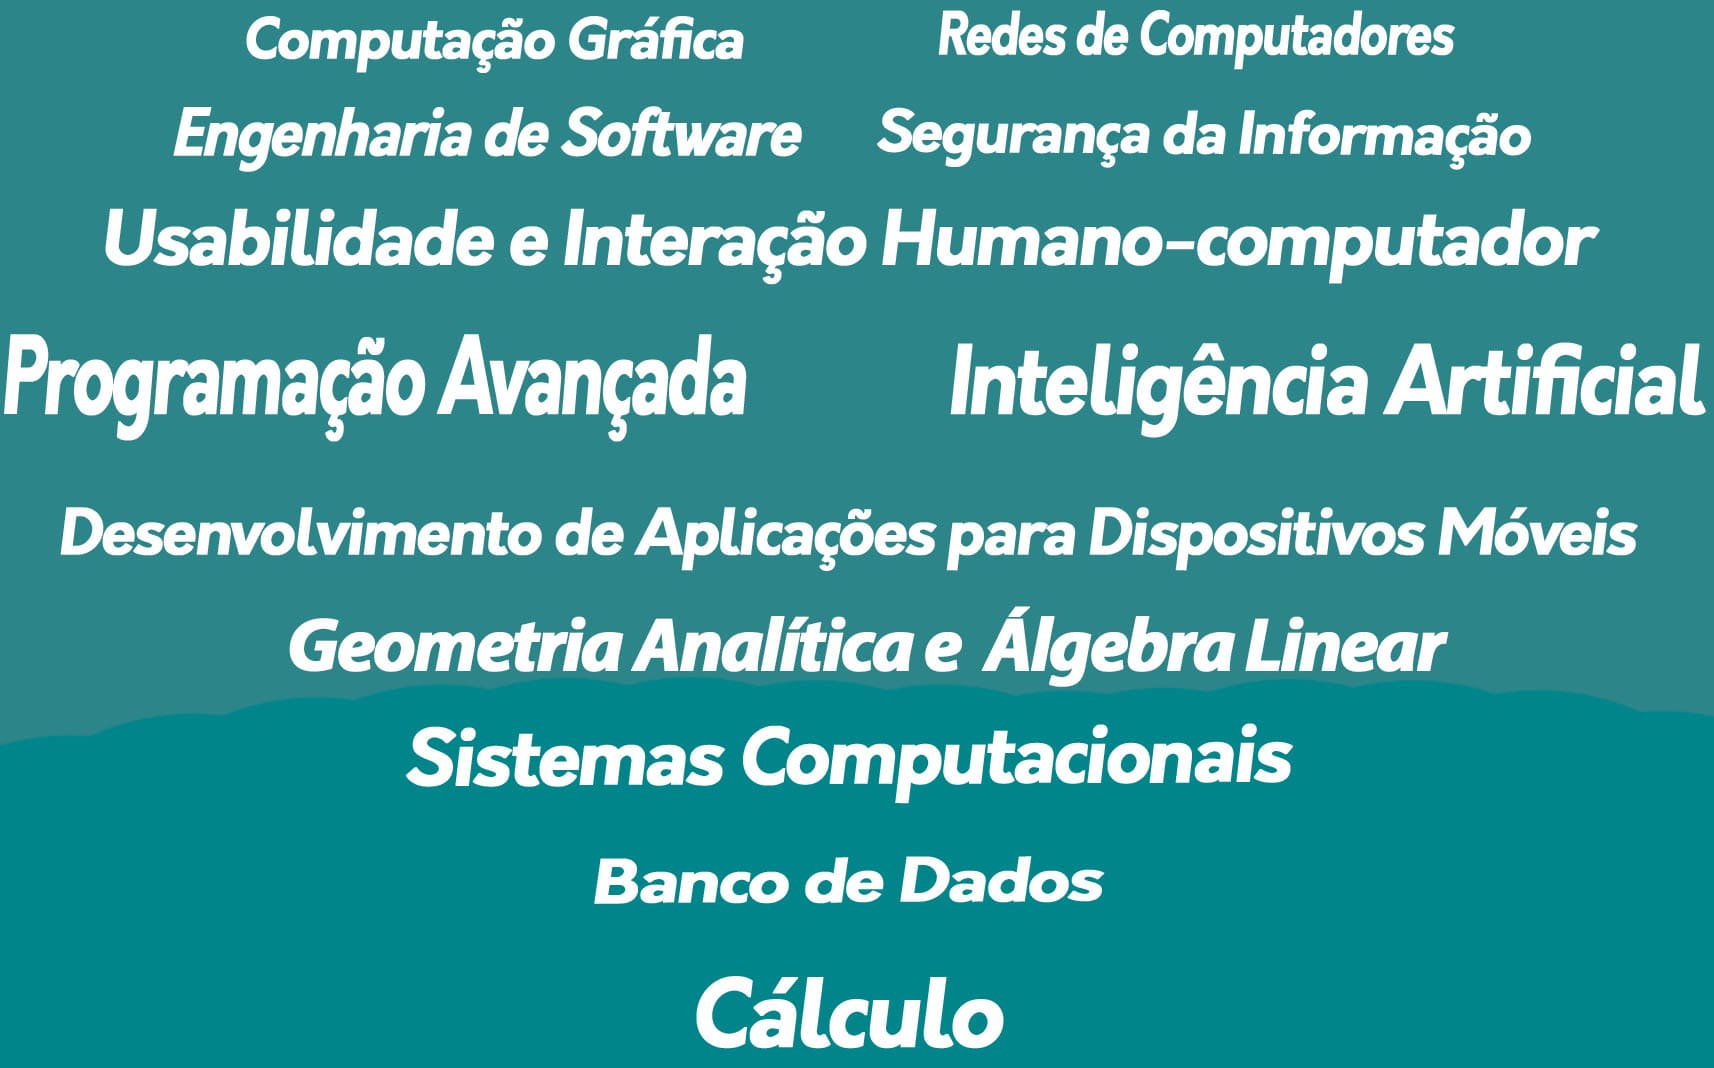 Computação Gráfica
Redes de Computadores
Engenharia de Software
Segurança da Informação
Usabilidade e Interação Humano-computador
Programação Avançada
Inteligência Artificial
Desenvolvimento de Aplicações para Dispositivos Móveis
Geometria Analítica e Álgebra Linear
Sistemas Computacionais
Banco de Dados
Cálculo